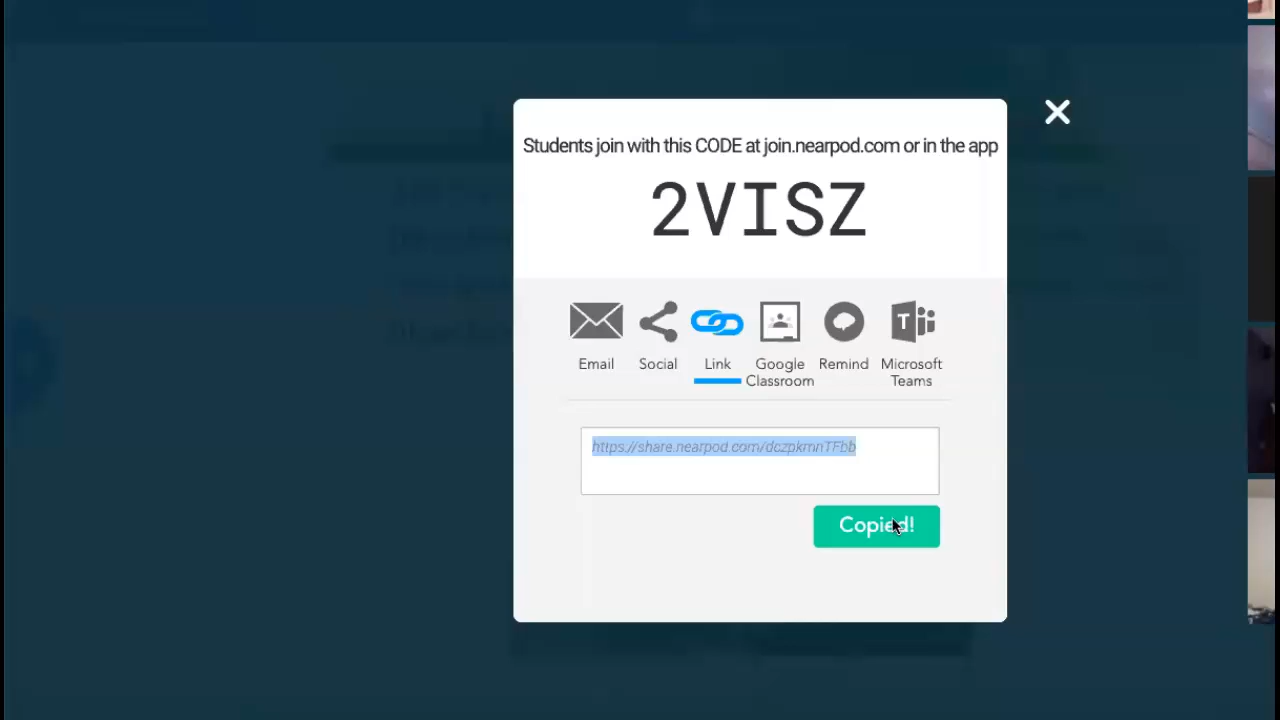 Students join with this CODE at join.nearpod.com or in the app
2VISZ
Email Social Link Google Classroom Remind Microsoft Teams
https://share.nearpod.com/dczpkmnTFbb
Copied!